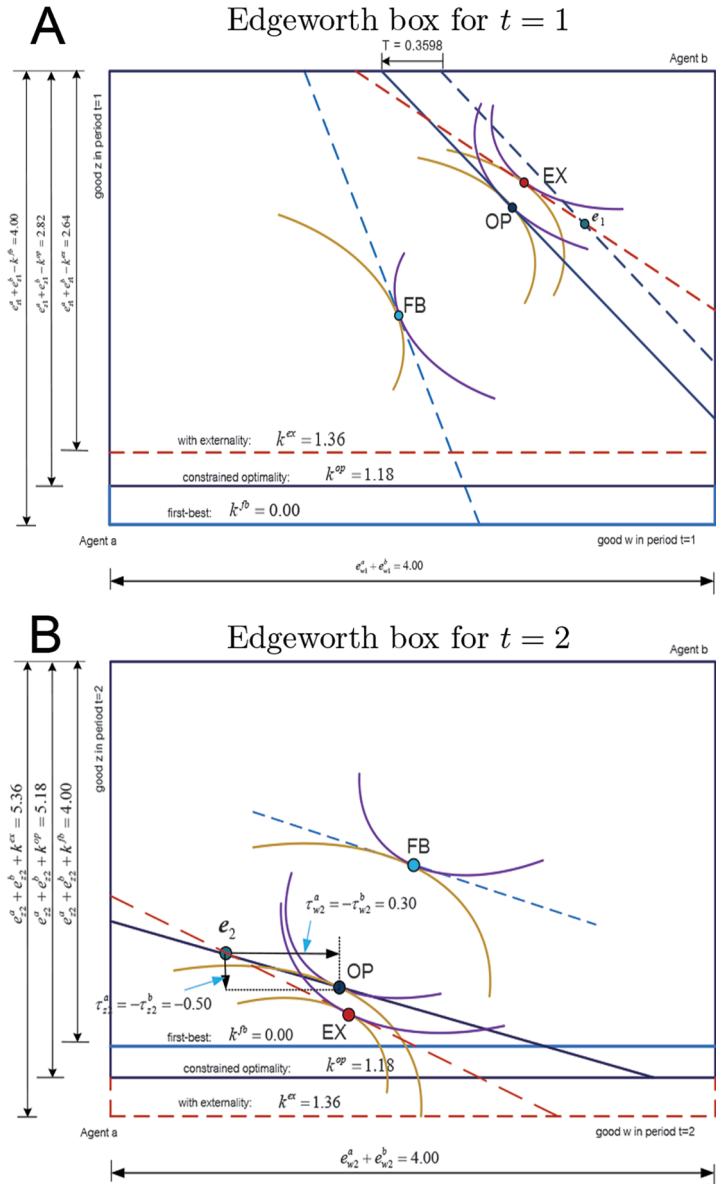 A
Edgeworth box for t = 1
T = 0.3598
Agent b
good z in period t=1
e^a_{z1} + e^b_{z1} − k^{fb} = 4.00
e^a_{z1} + e^b_{z1} − k^{op} = 2.82
e^a_{z1} + e^b_{z1} − k^{ex} = 2.64
EX
OP
e_1
FB
with externality: k^{ex} = 1.36
constrained optimality: k^{op} = 1.18
first-best: k^{fb} = 0.00
Agent a
good w in period t=1
e^a_{w1} + e^b_{w1} = 4.00
B
Edgeworth box for t = 2
Agent b
good z in period t=2
e^a_{z2} + e^b_{z2} + k^{ex} = 5.36
e^a_{z2} + e^b_{z2} + k^{op} = 5.18
e^a_{z2} + e^b_{z2} + k^{fb} = 4.00
FB
τ^a_{w2} = −τ^b_{w2} = 0.30
e_2
OP
τ^a_{z2} = −τ^b_{z2} = −0.50
EX
first-best: k^{fb} = 0.00
constrained optimality: k^{op} = 1.18
with externality: k^{ex} = 1.36
Agent a
good w in period t=2
e^a_{w2} + e^b_{w2} = 4.00